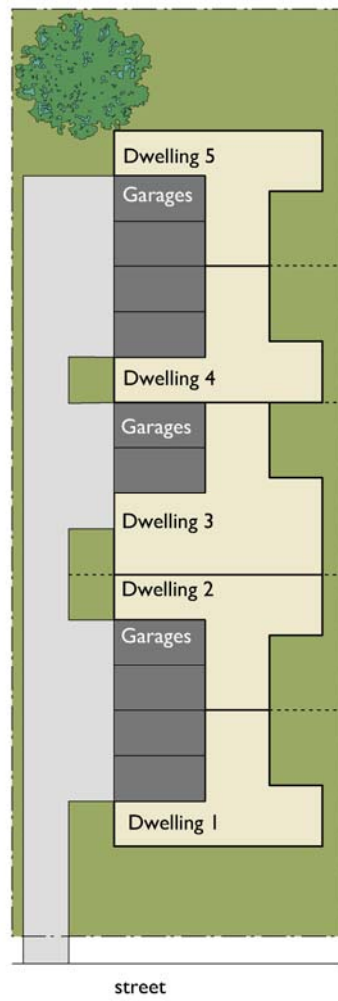 Dwelling 5
Garages
Dwelling 4
Garages
Dwelling 3
Dwelling 2
Garages
Dwelling 1
street